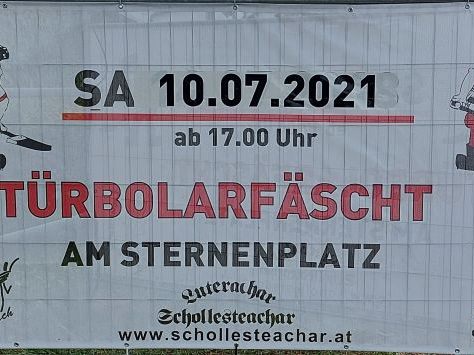 SA 10.07.2021
ab 17.00 Uhr
TÜRBOLARFÄSCHT
AM STERNENPLATZ
Luterachar
Schollesteachar
www.schollesteachar.at